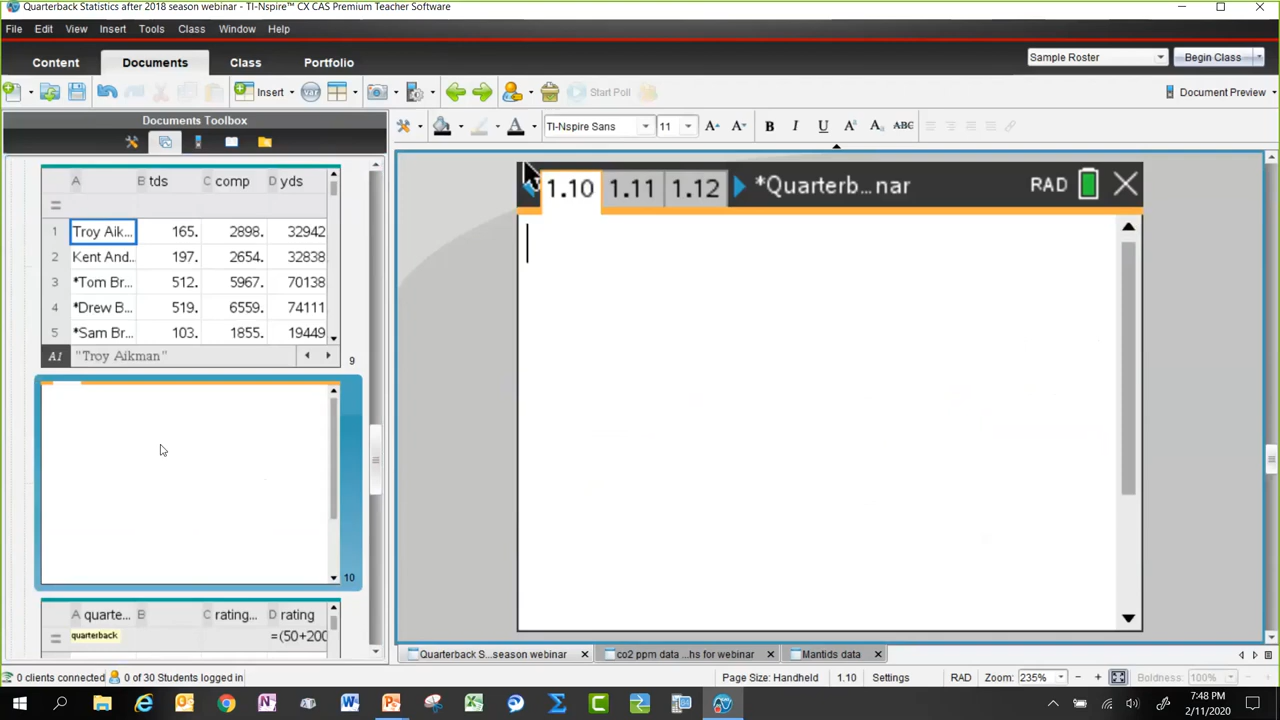 Quarterback Statistics after 2018 season webinar - TI-Nspire™ CX CAS Premium Teacher Software
File Edit View Insert Tools Class Window Help
Content Documents Class Portfolio
Sample Roster Begin Class
Insert Start Poll Document Preview
Documents Toolbox
TI-Nspire Sans 11 B I U ABC
A B tds C comp D yds
=
1 Troy Aik... 165. 2898. 32942
2 Kent And... 197. 2654. 32838
3 *Tom Br... 512. 5967. 70138
4 *Drew B... 519. 6559. 74111
5 *Sam Br... 103. 1855. 19449
A1 "Troy Aikman"
9
10
A quarte... B C rating... D rating
= quarterback =(50+200
1.10 1.11 1.12 *Quarterb...nar RAD
Quarterback S...season webinar co2 ppm data ...hs for webinar Mantids data
0 clients connected 0 of 30 Students logged in Page Size: Handheld 1.10 Settings RAD Zoom: 235% - + Boldness: 100%
7:48 PM
2/11/2020